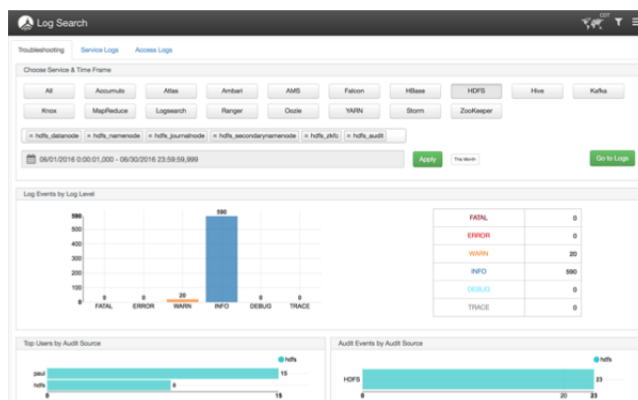 Log Search
CDT
Troubleshooting Service Logs Access Logs
Choose Service & Time Frame
All Accumulo Atlas Ambari AMS Falcon HBase HDFS Hive Kafka
Knox MapReduce Logsearch Ranger Oozie YARN Storm ZooKeeper
× hdfs_datanode × hdfs_namenode × hdfs_journalnode × hdfs_secondarynamenode × hdfs_zkfc × hdfs_audit
06/01/2016 0:00:01,000 - 06/30/2016 23:59:59,999 Apply This Month Go to Logs
Log Events by Log Level
590
500
400
300
200
100
0
0 0 20 590 0 0
FATAL ERROR WARN INFO DEBUG TRACE
FATAL 0
ERROR 0
WARN 20
INFO 590
DEBUG 0
TRACE 0
Top Users by Audit Source
hdfs
paul 15
hdfs 8
0 15
Audit Events by Audit Source
hdfs
HDFS 23
0 20 23